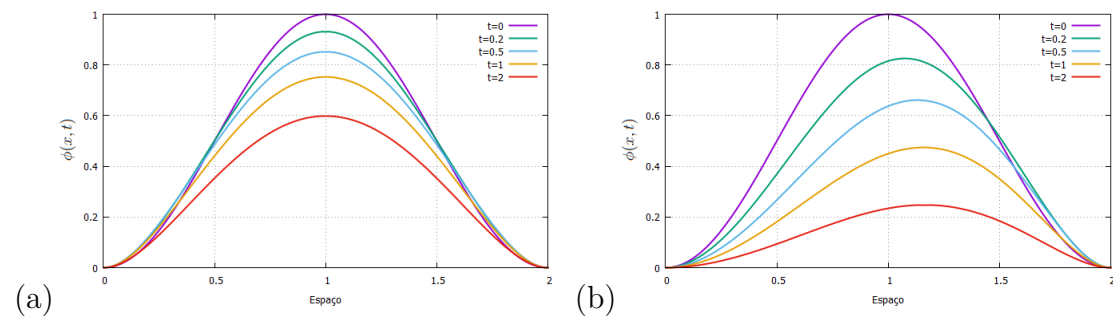 1
0.8
0.6
0.4
0.2
0
ϕ(x, t)
t=0
t=0.2
t=0.5
t=1
t=2
0
0.5
1
1.5
2
Espaço
(a)
1
0.8
0.6
0.4
0.2
0
ϕ(x, t)
t=0
t=0.2
t=0.5
t=1
t=2
0
0.5
1
1.5
2
Espaço
(b)